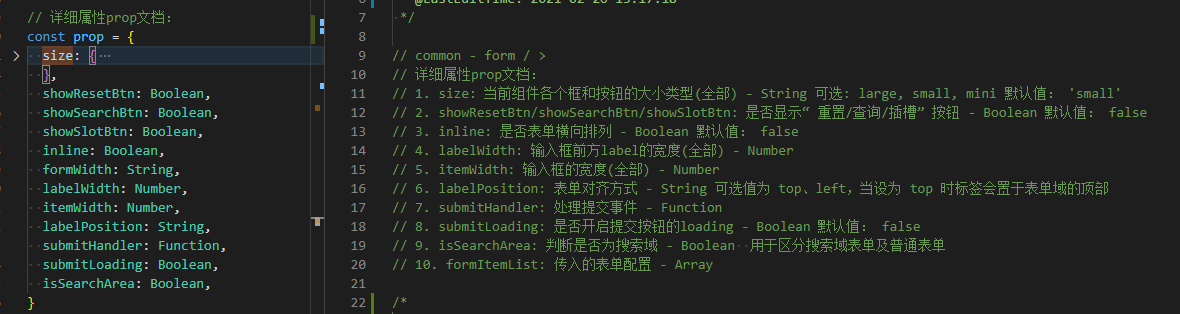 // 详细属性prop文档:
const prop = {
size: { ⋯
},
showResetBtn: Boolean,
showSearchBtn: Boolean,
showSlotBtn: Boolean,
inline: Boolean,
formWidth: String,
labelWidth: Number,
itemWidth: Number,
labelPosition: String,
submitHandler: Function,
submitLoading: Boolean,
isSearchArea: Boolean,
}
7 */
8
9 // common - form / >
10 // 详细属性prop文档:
11 // 1. size: 当前组件各个框和按钮的大小类型(全部) - String 可选: large, small, mini 默认值: 'small'
12 // 2. showResetBtn/showSearchBtn/showSlotBtn: 是否显示“ 重置/查询/插槽” 按钮 - Boolean 默认值: false
13 // 3. inline: 是否表单横向排列 - Boolean 默认值: false
14 // 4. labelWidth: 输入框前方label的宽度(全部) - Number
15 // 5. itemWidth: 输入框的宽度(全部) - Number
16 // 6. labelPosition: 表单对齐方式 - String 可选值为 top、left，当设为 top 时标签会置于表单域的顶部
17 // 7. submitHandler: 处理提交事件 - Function
18 // 8. submitLoading: 是否开启提交按钮的loading - Boolean 默认值: false
19 // 9. isSearchArea: 判断是否为搜索域 - Boolean 用于区分搜索域表单及普通表单
20 // 10. formItemList: 传入的表单配置 - Array
21
22 /*